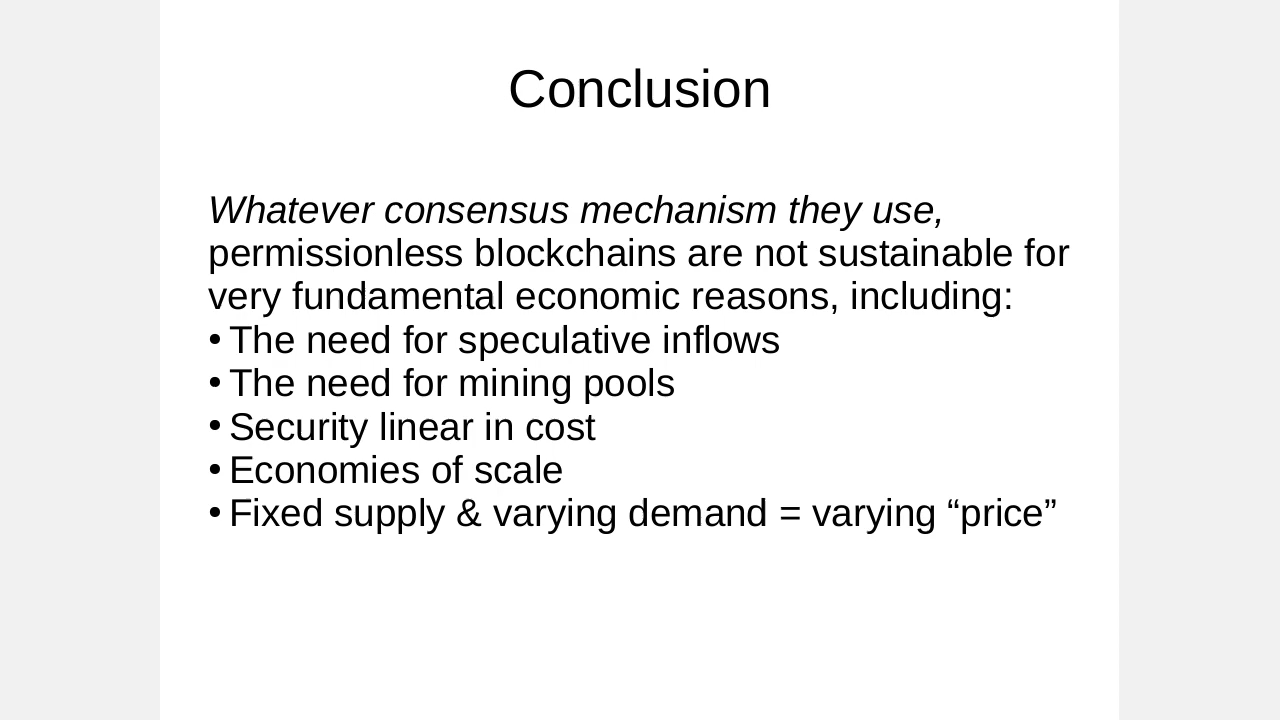 Conclusion
Whatever consensus mechanism they use,
permissionless blockchains are not sustainable for
very fundamental economic reasons, including:
• The need for speculative inflows
• The need for mining pools
• Security linear in cost
• Economies of scale
• Fixed supply & varying demand = varying “price”